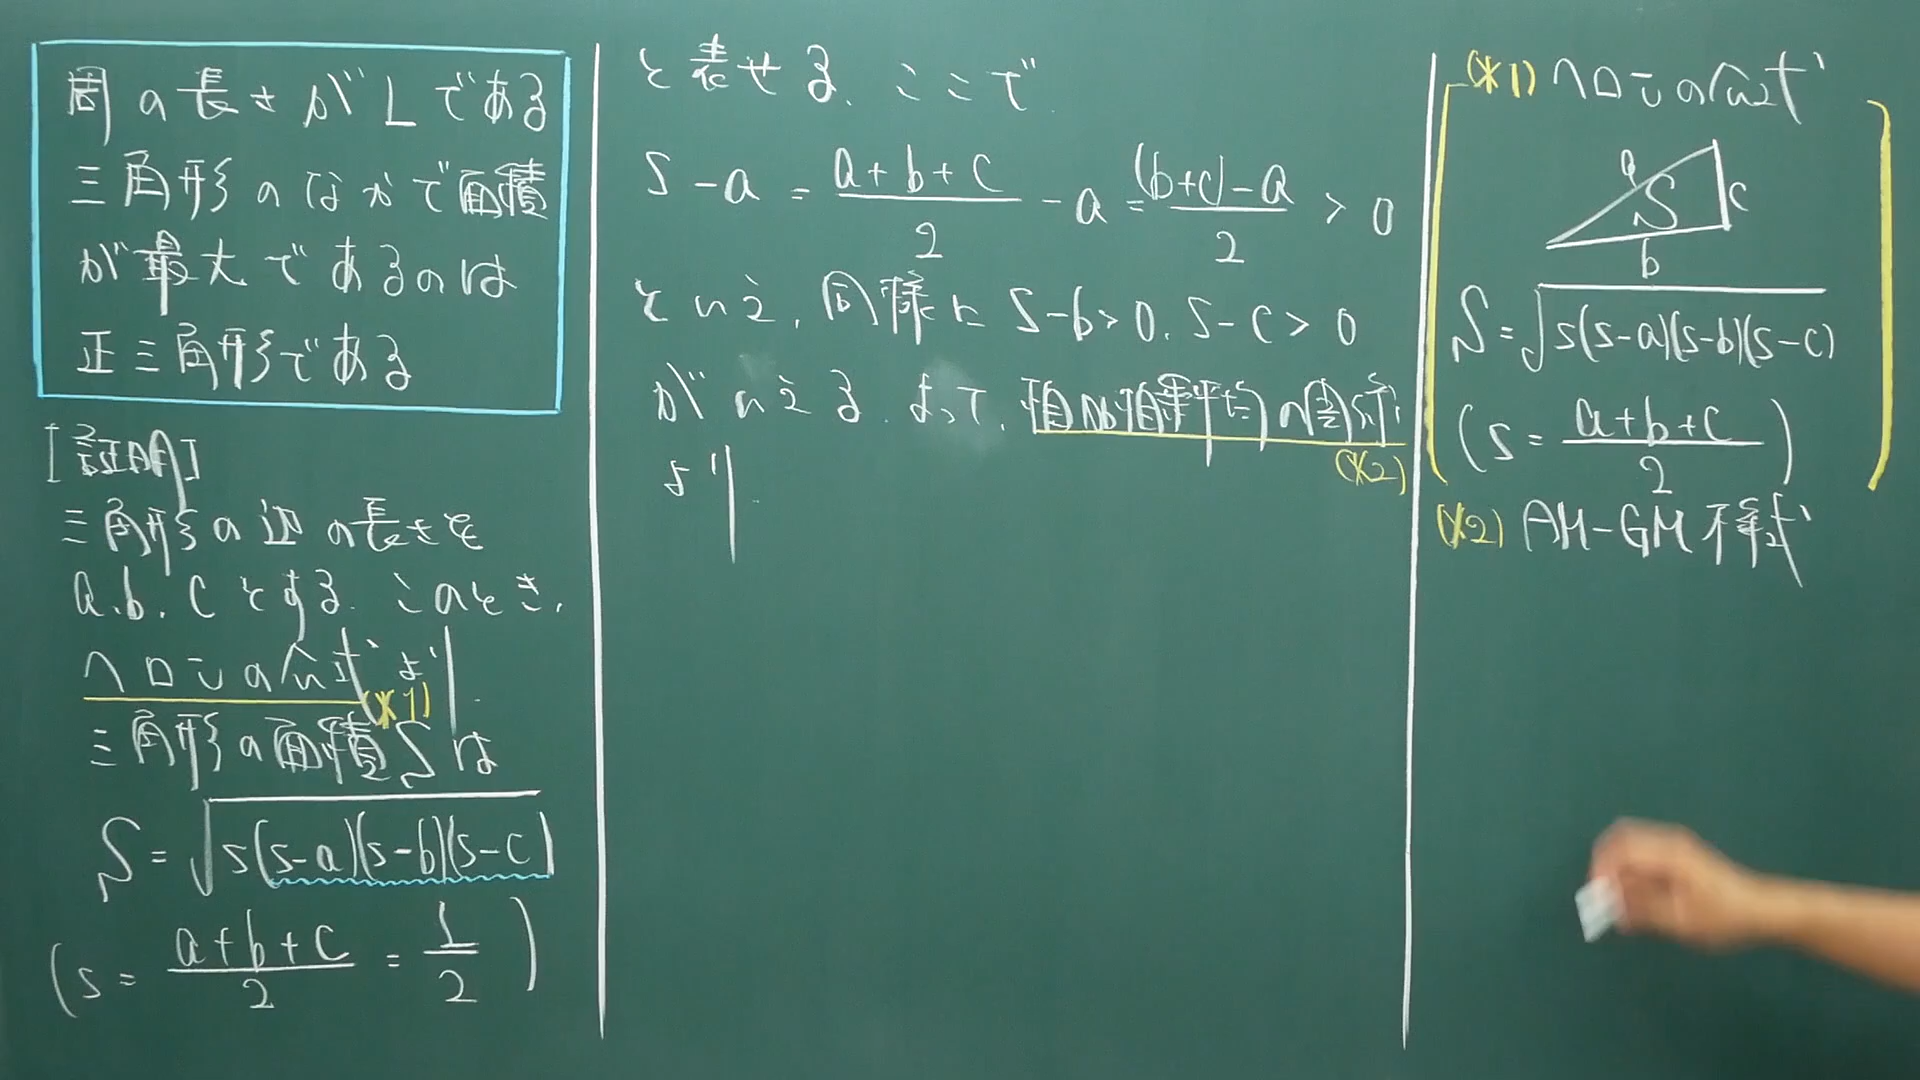 周の長さがLである
三角形のなかで面積
が最大であるのは
正三角形である
[証明]
三角形の辺の長さを
a.b.cとする.このとき,
ヘロンの公式より.
(※1)
三角形の面積Sは
S=√s(s-a)(s-b)(s-c)
(s=a+b+c/2=L/2)
と表せる.ここで.
s-a=a+b+c/2-a=(b+c)-a/2>0
といえ,同様にs-b>0.s-c>0
がいえる.よって.相加相乗平均の関係
(※2)
より.
(※1)ヘロンの公式
a
S
c
b
S=√s(s-a)(s-b)(s-c)
(s=a+b+c/2)
(※2)AM-GM不等式